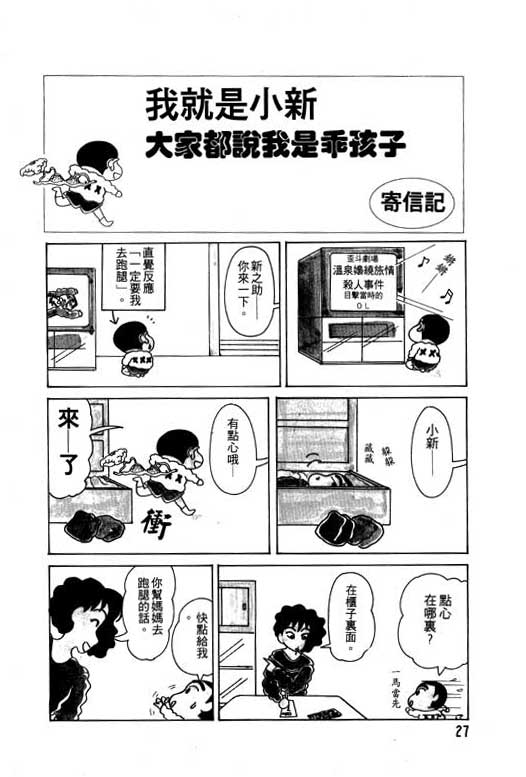 我就是小新
大家都說我是乖孩子
寄信記
歪斗劇場
溫泉嬝繞旅情
殺人事件
目擊當時的
ＯＬ
鏘
鏘
新之助─
你來一下。
直覺反應
「一定要我
去跑腿」。
小新─
躲
躲
藏
藏
有點心哦─
來了
衝
點心
在哪裏？
一馬當先
在櫃子裏面。
快點給我
。
你幫媽媽去
跑腿的話。
27